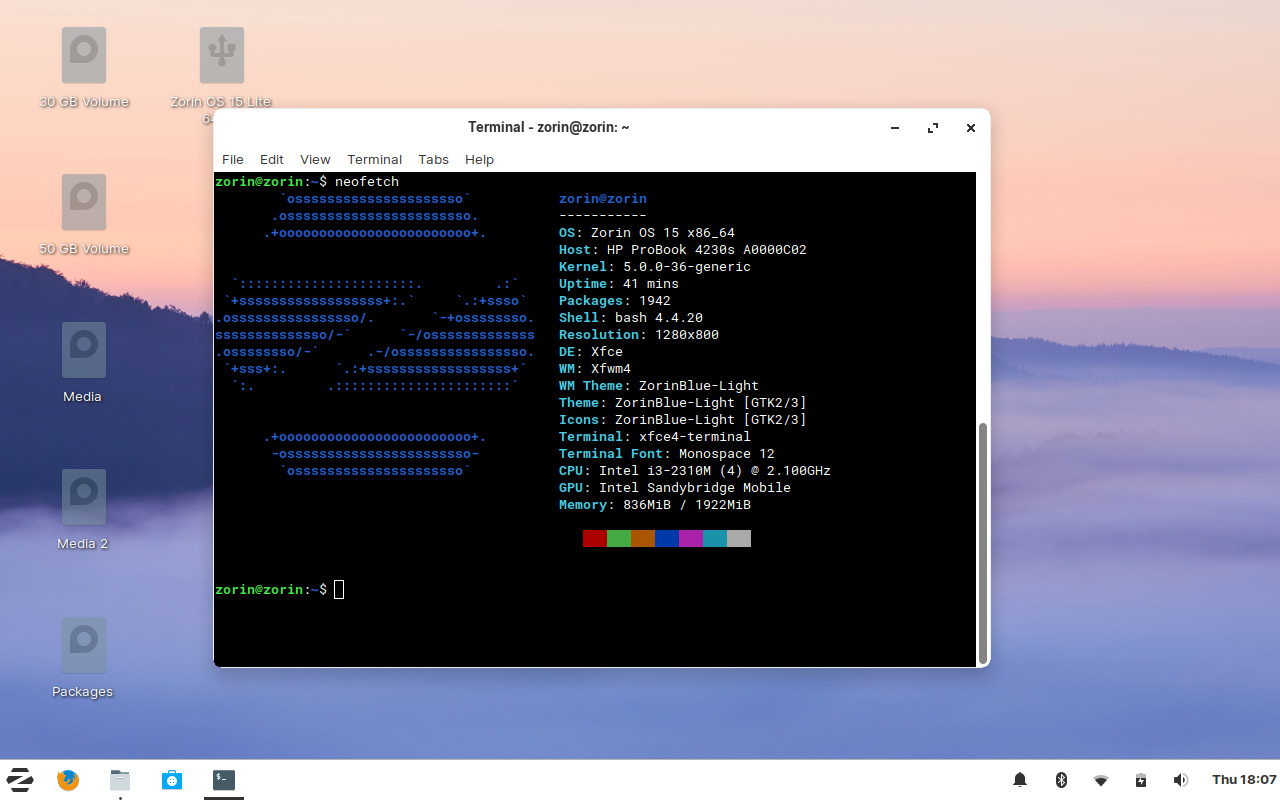 30 GB Volume
Zorin OS 15 Lite
50 GB Volume
Media
Media 2
Packages
Terminal - zorin@zorin: ~
File Edit View Terminal Tabs Help
zorin@zorin:~$ neofetch
`osssssssssssssssssssso`
.osssssssssssssssssssssso.
.+oooooooooooooooooooooooo+.
`::::::::::::::::::::::. .:`
`+ssssssssssssssssss+:.` `.:+ssso`
.ossssssssssssssso/. `-+ossssssso.
ssssssssssssso/-` `-/osssssssssssss
.ossssssso/-` .-/ossssssssssssssso.
`+sss+:. `.:+ssssssssssssssssss+`
`:. .::::::::::::::::::::::`
.+oooooooooooooooooooooooo+.
-osssssssssssssssssssssso-
`osssssssssssssssssssso`
zorin@zorin
-----------
OS: Zorin OS 15 x86_64
Host: HP ProBook 4230s A0000C02
Kernel: 5.0.0-36-generic
Uptime: 41 mins
Packages: 1942
Shell: bash 4.4.20
Resolution: 1280x800
DE: Xfce
WM: Xfwm4
WM Theme: ZorinBlue-Light
Theme: ZorinBlue-Light [GTK2/3]
Icons: ZorinBlue-Light [GTK2/3]
Terminal: xfce4-terminal
Terminal Font: Monospace 12
CPU: Intel i3-2310M (4) @ 2.100GHz
GPU: Intel Sandybridge Mobile
Memory: 836MiB / 1922MiB
zorin@zorin:~$
Thu 18:07